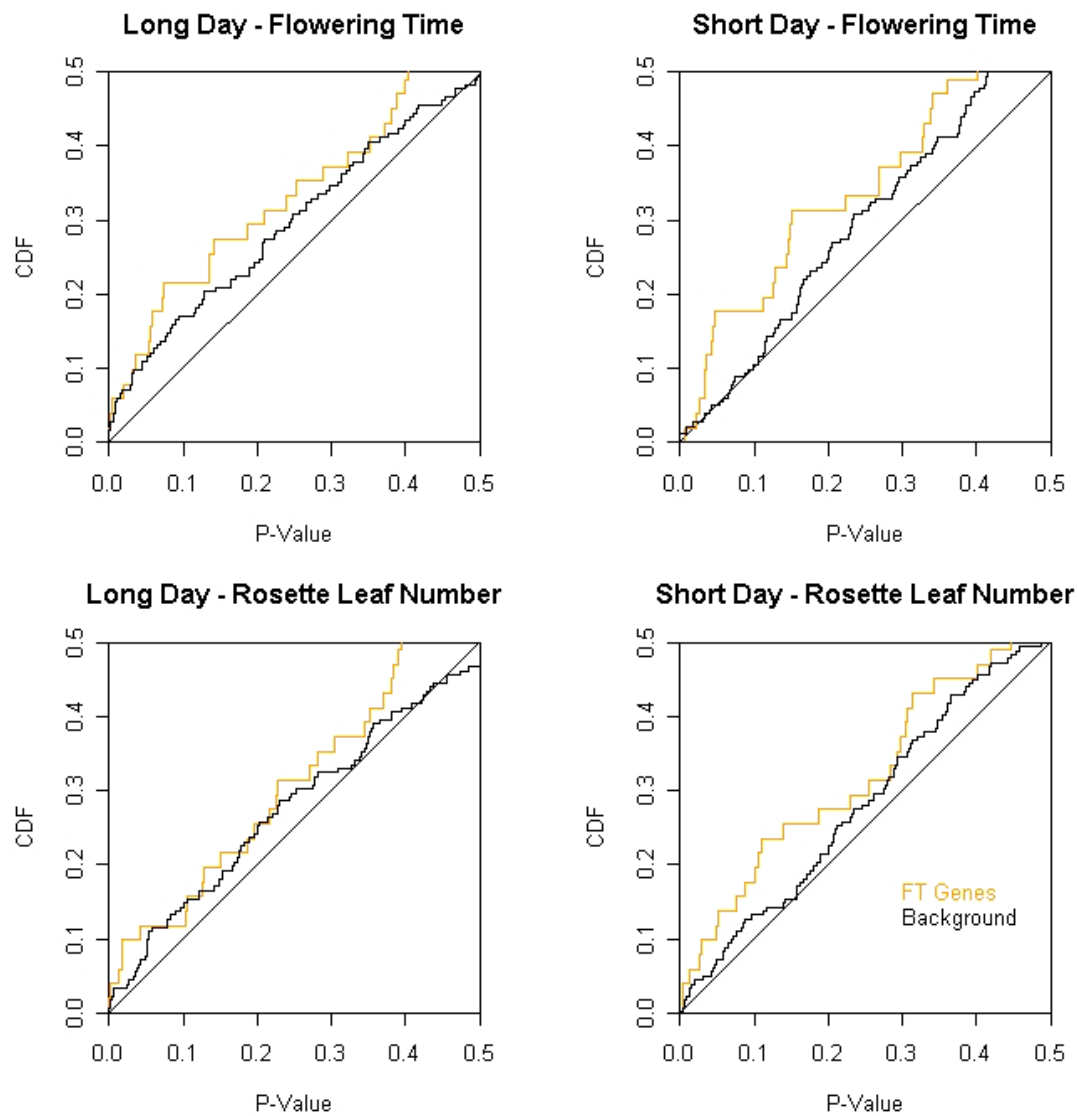 Long Day - Flowering Time
0.0 0.1 0.2 0.3 0.4 0.5
CDF
0.0 0.1 0.2 0.3 0.4 0.5
P-Value
Short Day - Flowering Time
0.0 0.1 0.2 0.3 0.4 0.5
CDF
0.0 0.1 0.2 0.3 0.4 0.5
P-Value
Long Day - Rosette Leaf Number
0.0 0.1 0.2 0.3 0.4 0.5
CDF
0.0 0.1 0.2 0.3 0.4 0.5
P-Value
Short Day - Rosette Leaf Number
0.0 0.1 0.2 0.3 0.4 0.5
CDF
FT Genes
Background
0.0 0.1 0.2 0.3 0.4 0.5
P-Value